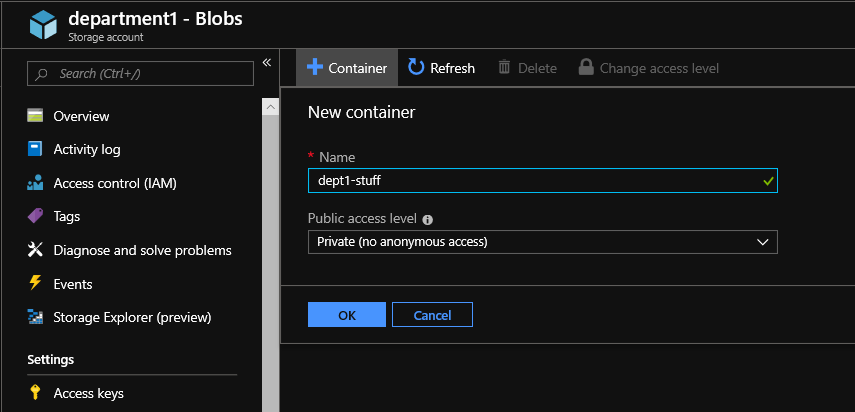 department1 - Blobs
Storage account
Search (Ctrl+/)
Overview
Activity log
Access control (IAM)
Tags
Diagnose and solve problems
Events
Storage Explorer (preview)
Settings
Access keys
Container
Refresh
Delete
Change access level
New container
* Name
dept1-stuff
Public access level
Private (no anonymous access)
OK
Cancel